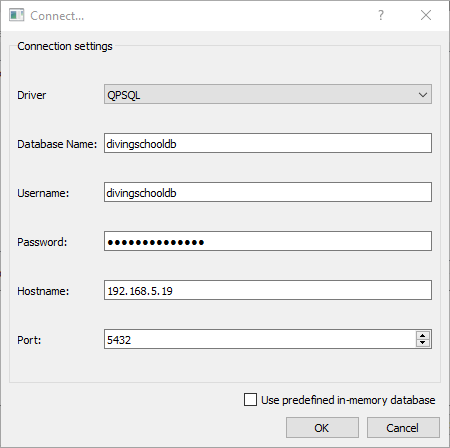 Connect...
Connection settings
Driver QPSQL
Database Name: divingschooldb
Username: divingschooldb
Password: ●●●●●●●●●●●●●●
Hostname: 192.168.5.19
Port: 5432
Use predefined in-memory database
OK Cancel